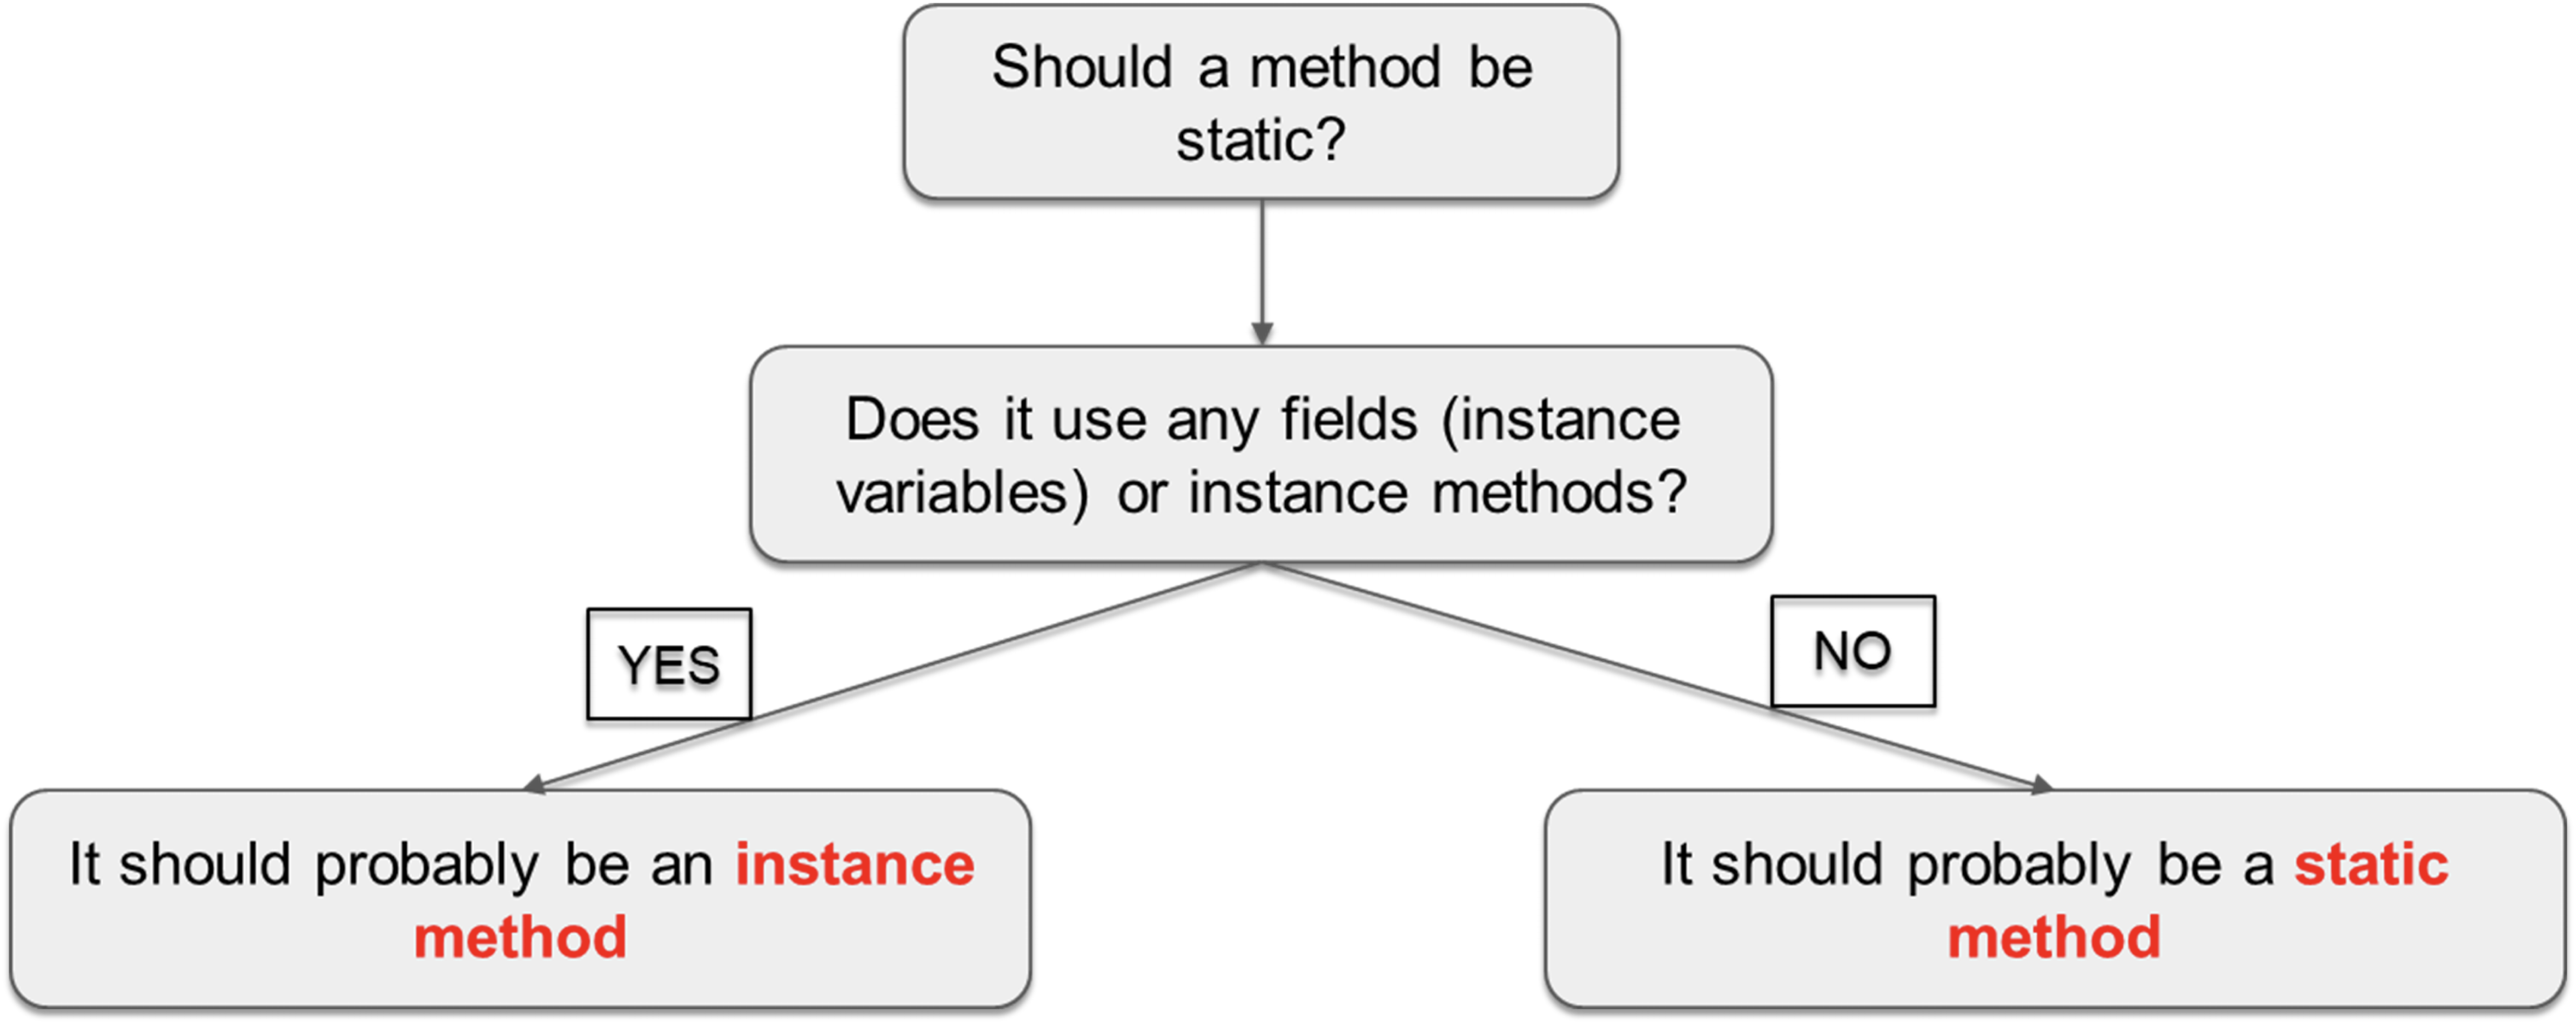 Should a method be
static?
Does it use any fields (instance
variables) or instance methods?
YES
NO
It should probably be an instance
method
It should probably be a static
method